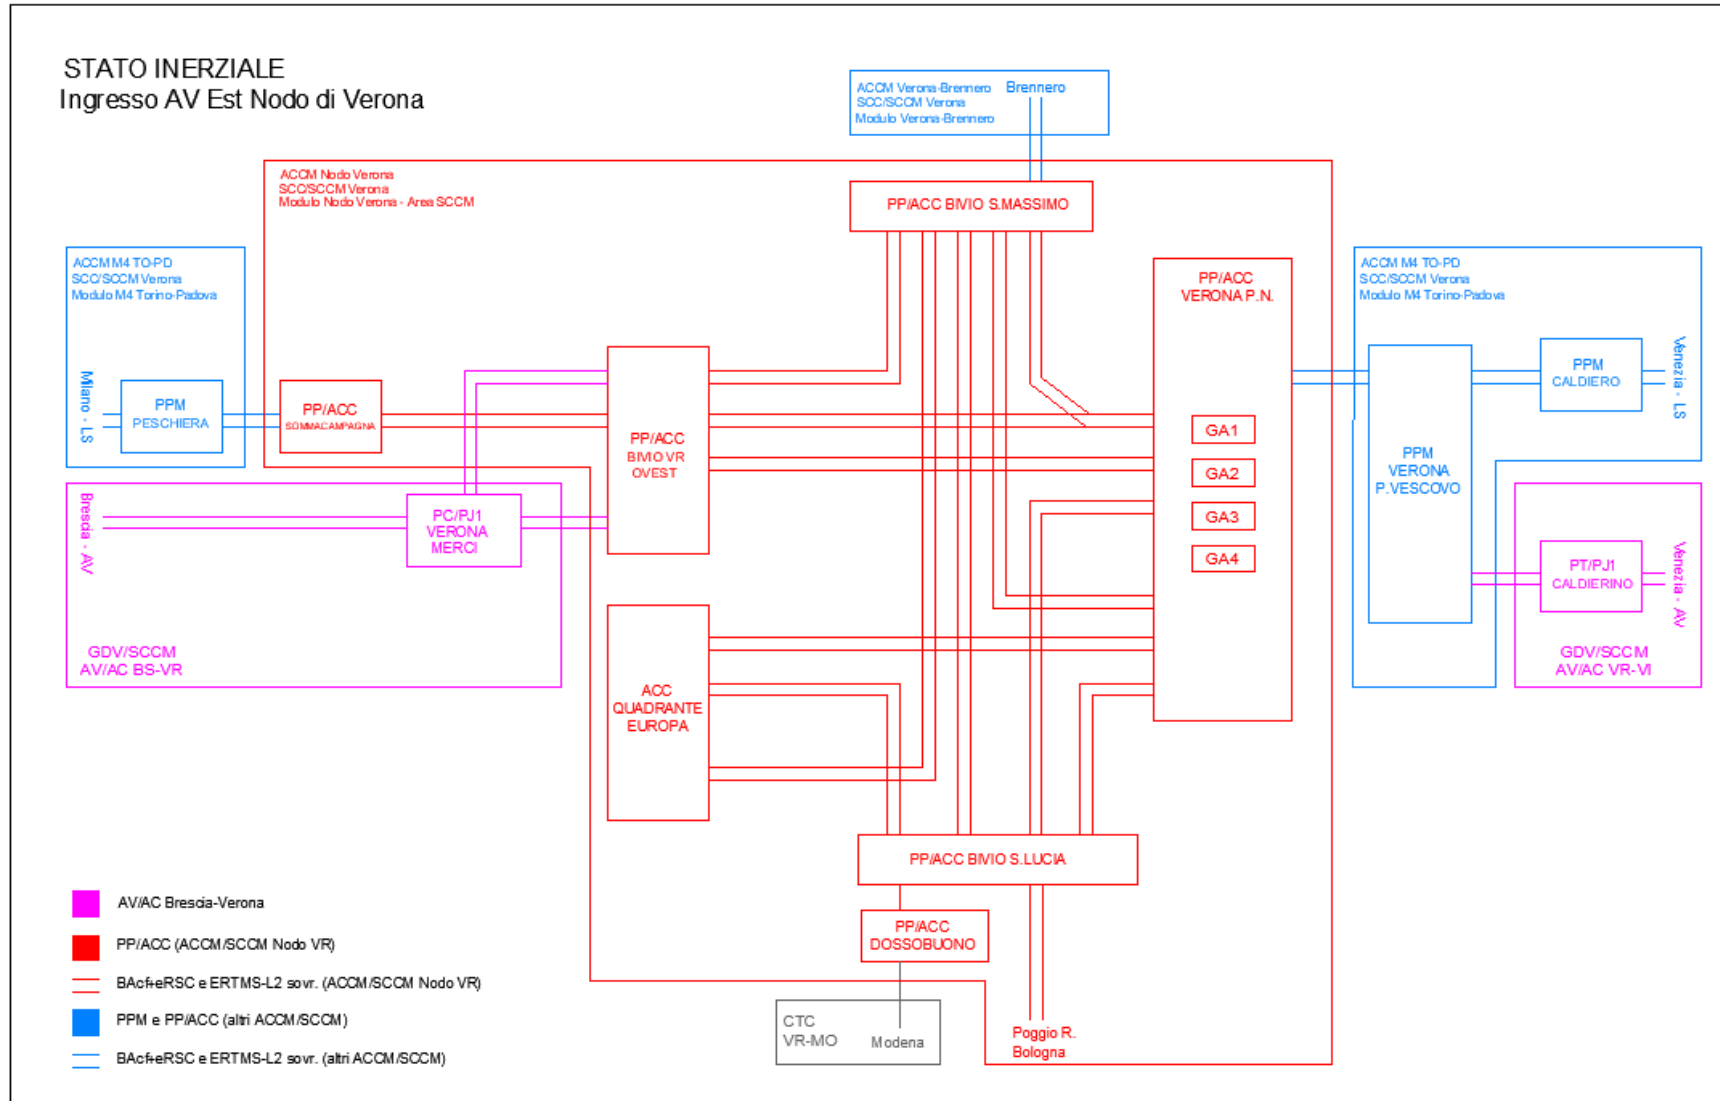 STATO INERZIALE
Ingresso AV Est Nodo di Verona
ACCM Verona-Brennero
SCC/SCCM Verona
Modulo Verona-Brennero
Brennero
ACCM Nodo Verona
SCC/SCCM Verona
Modulo Nodo Verona - Area SCCM
PP/ACC BIVIO S.MASSIMO
ACCM M4 TO-PD
SCC/SCCM Verona
Modulo M4 Torino-Padova
Milano - LS
PPM
PESCHIERA
PP/ACC
SOMMACAMPAGNA
PP/ACC
BIVIO VR
OVEST
PP/ACC
VERONA P.N.
GA1
GA2
GA3
GA4
ACCM M4 TO-PD
SCC/SCCM Verona
Modulo M4 Torino-Padova
PPM
VERONA
P.VESCOVO
PPM
CALDIERO
Venezia - LS
Brescia - AV
PC/PJ1
VERONA
MERCI
GDV/SCCM
AV/AC BS-VR
PT/PJ1
CALDIERINO
Venezia - AV
GDV/SCCM
AV/AC VR-VI
ACC
QUADRANTE
EUROPA
PP/ACC BIVIO S.LUCIA
PP/ACC
DOSSOBUONO
CTC
VR-MO
Modena
Poggio R.
Bologna
AV/AC Brescia-Verona
PP/ACC (ACCM/SCCM Nodo VR)
BAcf+eRSC e ERTMS-L2 sovr. (ACCM/SCCM Nodo VR)
PPM e PP/ACC (altri ACCM/SCCM)
BAcf+eRSC e ERTMS-L2 sovr. (altri ACCM/SCCM)